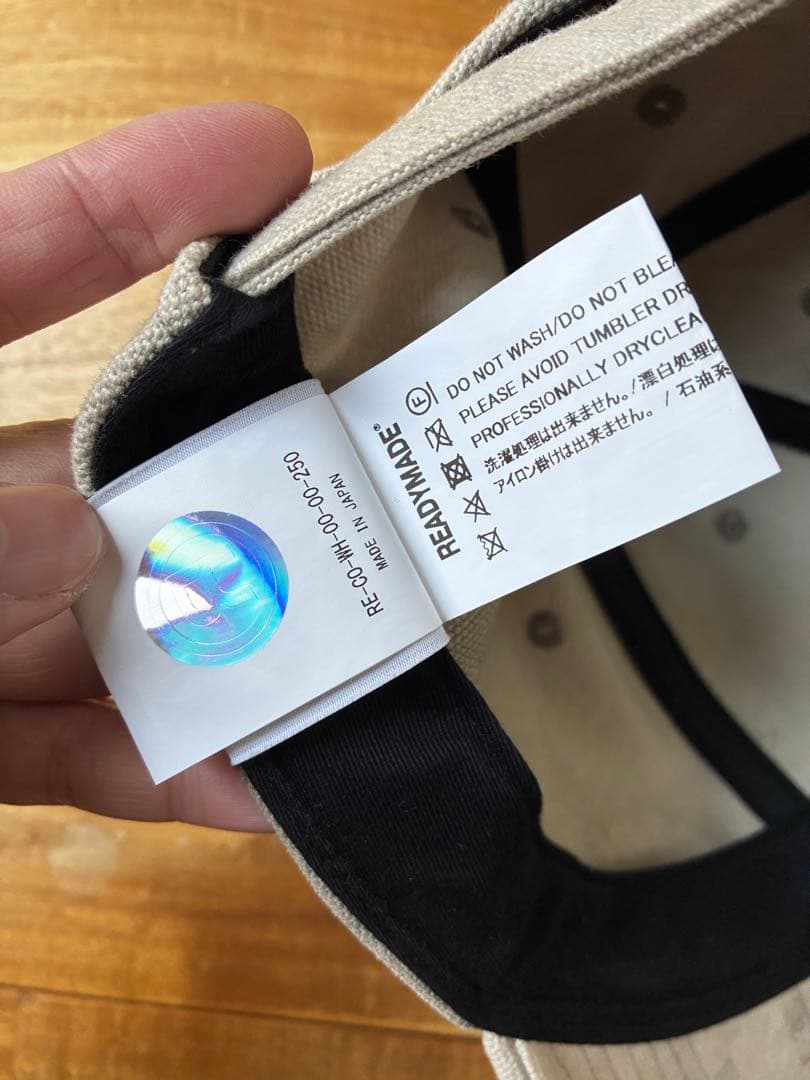 RE-CO-WH-00-00-250
MADE IN JAPAN
READYMADE®
F
DO NOT WASH/DO NOT BLEA
PLEASE AVOID TUMBLER DR
PROFESSIONALLY DRYCLEA
洗濯処理は出来ません。/漂白処理は
アイロン掛けは出来ません。 / 石油系